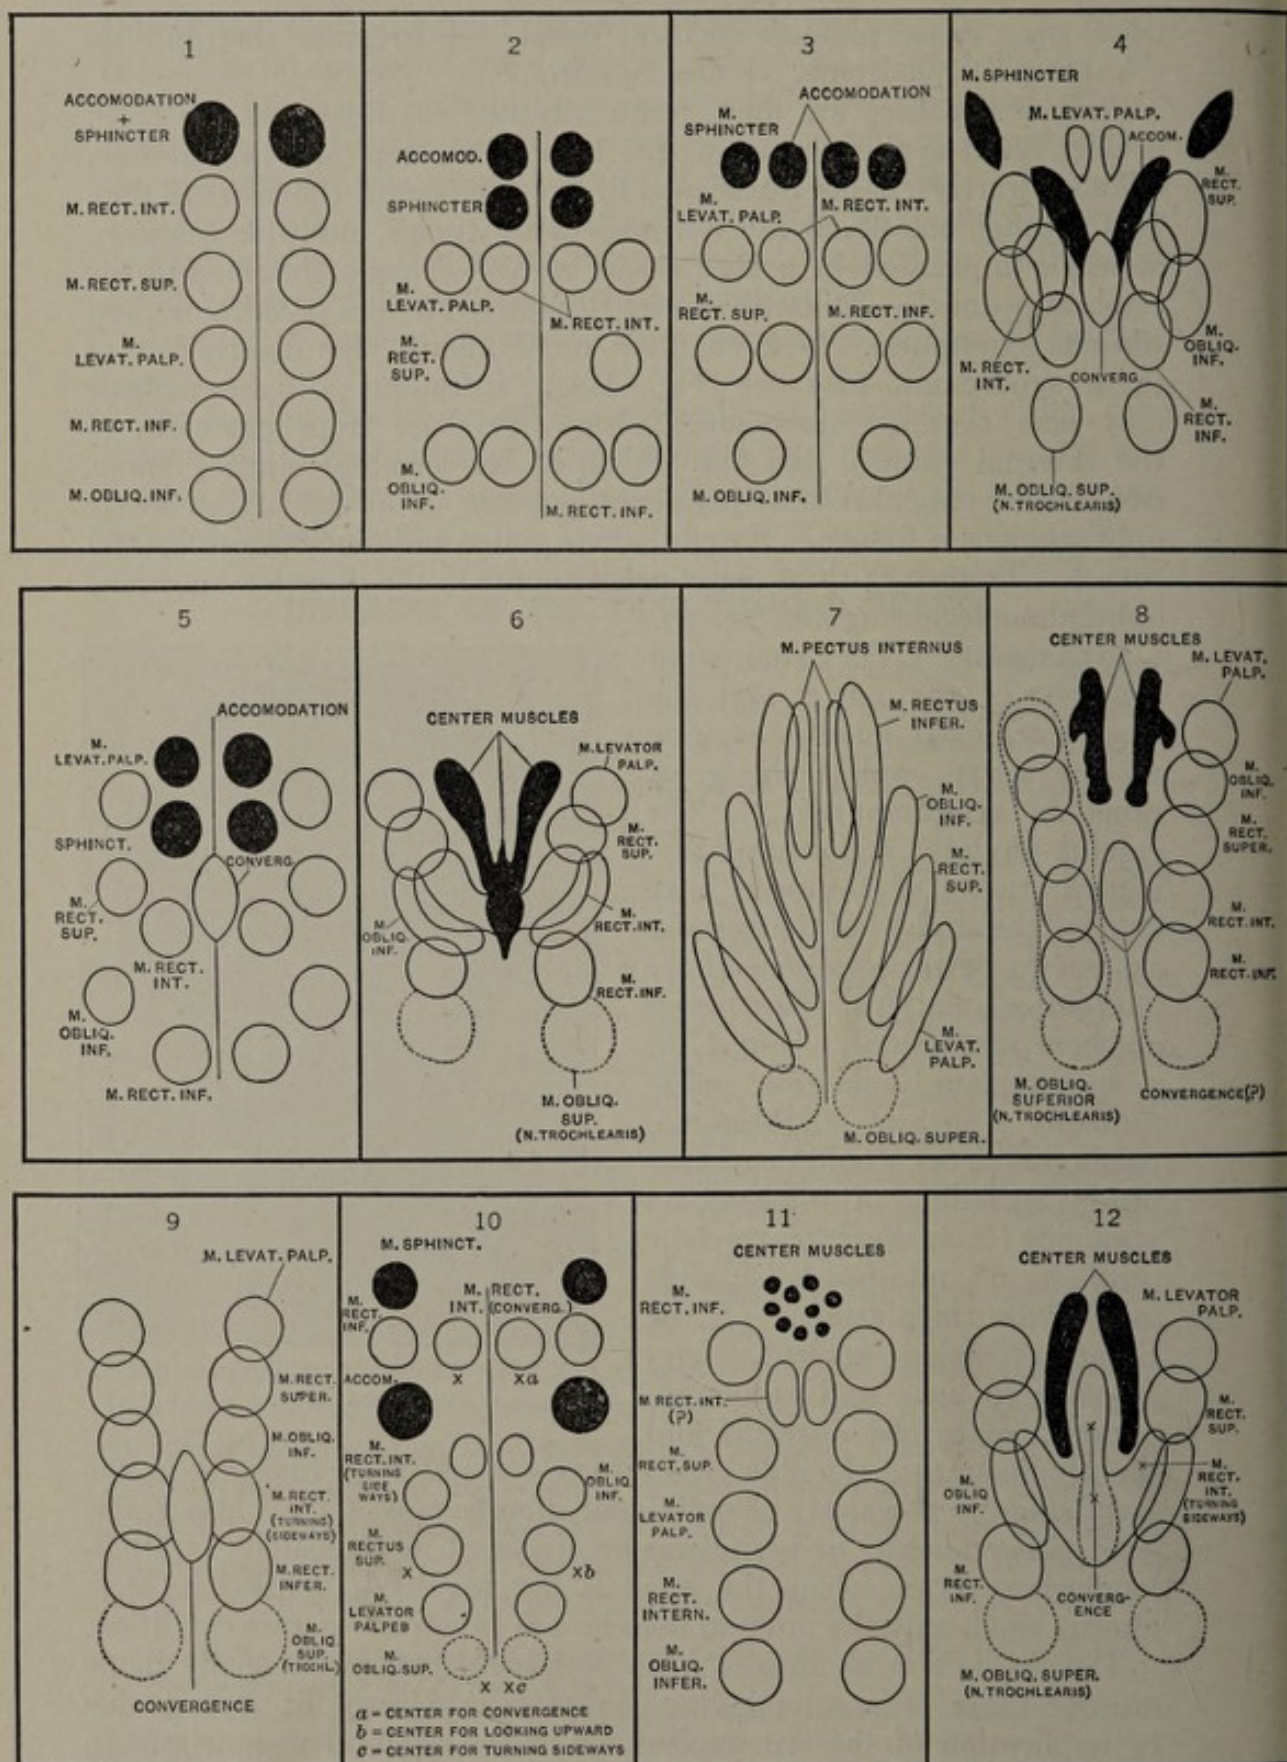 1
ACCOMODATION
+
SPHINCTER
M. RECT. INT.
M. RECT. SUP.
M.
LEVAT. PALP.
M. RECT. INF.
M. OBLIQ. INF.
2
ACCOMOD.
SPHINCTER
M.
LEVAT. PALP.
M. RECT. INT.
M.
RECT.
SUP.
M.
OBLIQ.
INF.
M. RECT. INF.
3
ACCOMODATION
M.
SPHINCTER
M.
LEVAT. PALP.
M. RECT. INT.
M.
RECT. SUP.
M. RECT. INF.
M. OBLIQ. INF.
4
M. SPHINCTER
M. LEVAT. PALP.
ACCOM.
M.
RECT.
SUP.
M.
OBLIQ.
INF.
M. RECT.
INT.
CONVERG.
M.
RECT.
INF.
M. OBLIQ. SUP.
(N. TROCHLEARIS)
5
ACCOMODATION
M.
LEVAT. PALP.
SPHINCT.
CONVERG.
M.
RECT.
SUP.
M. RECT.
INT.
M.
OBLIQ.
INF.
M. RECT. INF.
6
CENTER MUSCLES
M. LEVATOR
PALP.
M.
RECT.
SUP.
M.
OBLIQ.
INF.
M.
RECT. INT.
M.
RECT. INF.
M. OBLIQ.
SUP.
(N. TROCHLEARIS)
7
M. PECTUS INTERNUS
M. RECTUS
INFER.
M.
OBLIQ.
INF.
M.
RECT.
SUP.
M.
LEVAT.
PALP.
M. OBLIQ. SUPER.
8
CENTER MUSCLES
M. LEVAT.
PALP.
M.
OBLIQ.
INF.
M.
RECT.
SUPER.
M.
RECT. INT.
M.
RECT. INF.
M. OBLIQ.
SUPERIOR
(N. TROCHLEARIS)
CONVERGENCE(?)
9
M. LEVAT. PALP.
M. RECT.
SUPER.
M. OBLIQ.
INF.
M. RECT.
INT.
(TURNING)
(SIDEWAYS)
M. RECT.
INFER.
M.
OBLIQ.
SUP.
(TROCHL.)
CONVERGENCE
10
M. SPHINCT.
M. RECT.
INT. (CONVERG.)
M.
RECT.
INF.
ACCOM.
x xa
M.
RECT. INT.
(TURNING
SIDE
WAYS)
M.
OBLIQ.
INF.
M.
RECTUS
SUP.
x xb
M.
LEVATOR
PALPEB
M.
OBLIQ. SUP.
x xc
a = CENTER FOR CONVERGENCE
b = CENTER FOR LOOKING UPWARD
c = CENTER FOR TURNING SIDEWAYS
11
CENTER MUSCLES
M.
RECT. INF.
M RECT. INT.
(?)
M.
RECT. SUP.
M.
LEVATOR
PALP.
M.
RECT.
INTERN.
M.
OBLIQ.
INFER.
12
CENTER MUSCLES
M. LEVATOR
PALP.
M.
RECT.
SUP.
x
x
x
M.
RECT.
INT.
(TURNING
SIDEWAYS)
M.
OBLIQ
INF.
M.
RECT.
INF.
CONVERG-
ENCE
M. OBLIQ. SUPER.
(N. TROCHLEARIS)